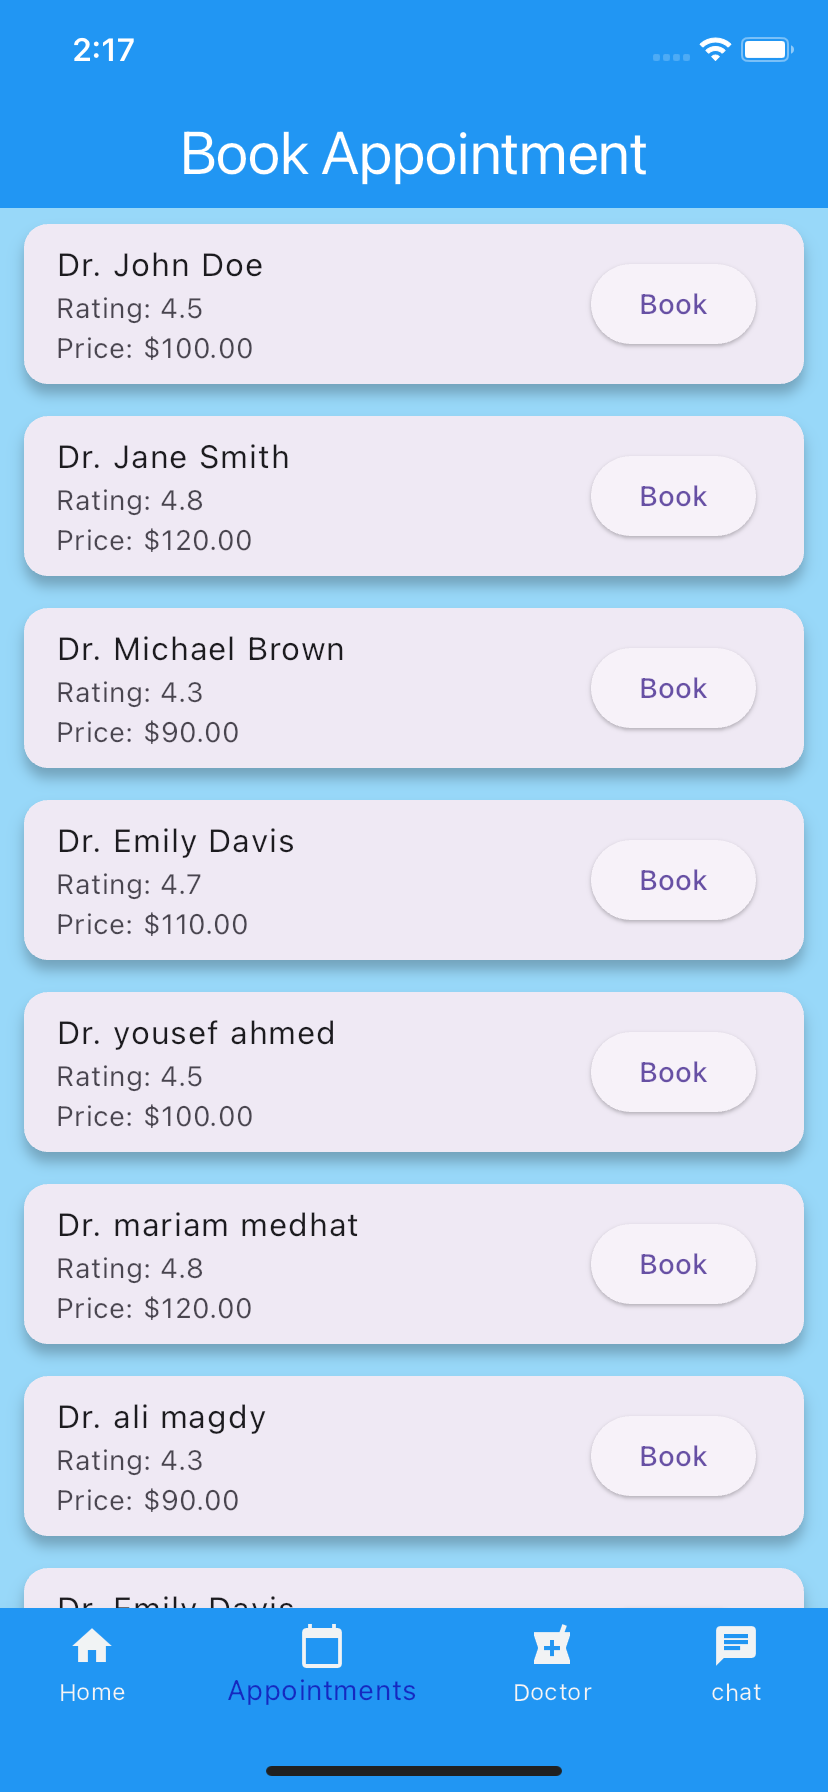 2:17
Book Appointment
Dr. John Doe
Rating: 4.5
Price: $100.00
Book
Dr. Jane Smith
Rating: 4.8
Price: $120.00
Book
Dr. Michael Brown
Rating: 4.3
Price: $90.00
Book
Dr. Emily Davis
Rating: 4.7
Price: $110.00
Book
Dr. yousef ahmed
Rating: 4.5
Price: $100.00
Book
Dr. mariam medhat
Rating: 4.8
Price: $120.00
Book
Dr. ali magdy
Rating: 4.3
Price: $90.00
Book
Dr. Emily Davis
Home
Appointments
Doctor
chat